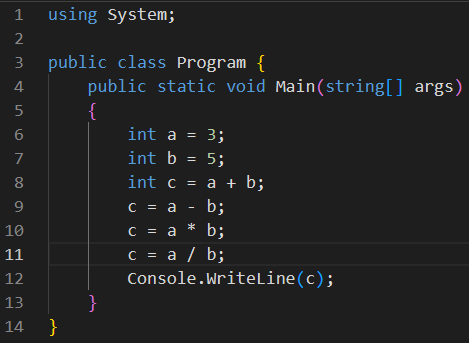 1 using System;
2
3 public class Program {
4     public static void Main(string[] args)
5     {
6         int a = 3;
7         int b = 5;
8         int c = a + b;
9         c = a - b;
10         c = a * b;
11         c = a / b;
12         Console.WriteLine(c);
13     }
14 }